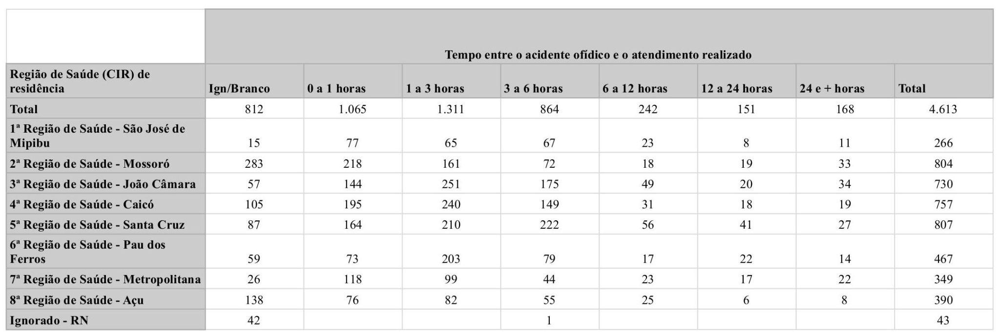 Tempo entre o acidente ofídico e o atendimento realizado
Região de Saúde (CIR) de
residência
Ign/Branco 0 a 1 horas 1 a 3 horas 3 a 6 horas 6 a 12 horas 12 a 24 horas 24 e + horas Total
Total 812 1.065 1.311 864 242 151 168 4.613
1ª Região de Saúde - São José de
Mipibu 15 77 65 67 23 8 11 266
2ª Região de Saúde - Mossoró 283 218 161 72 18 19 33 804
3ª Região de Saúde - João Câmara 57 144 251 175 49 20 34 730
4ª Região de Saúde - Caicó 105 195 240 149 31 18 19 757
5ª Região de Saúde - Santa Cruz 87 164 210 222 56 41 27 807
6ª Região de Saúde - Pau dos
Ferros 59 73 203 79 17 22 14 467
7ª Região de Saúde - Metropolitana 26 118 99 44 23 17 22 349
8ª Região de Saúde - Açu 138 76 82 55 25 6 8 390
Ignorado - RN 42 1 43